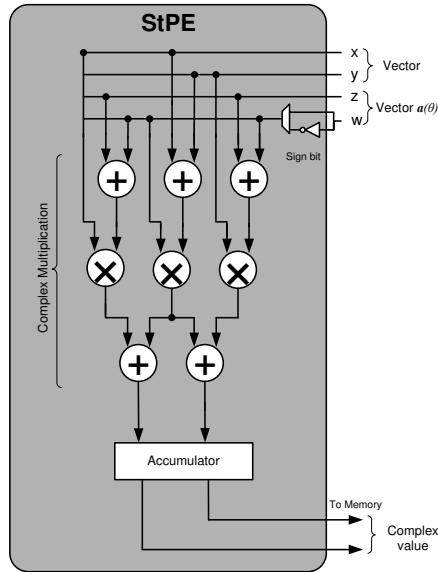 StPE
x
y
Vector
z
w
Vector a(θ)
Sign bit
+ + +
Complex Multiplication
× × ×
+ +
Accumulator
To Memory
Complex
value